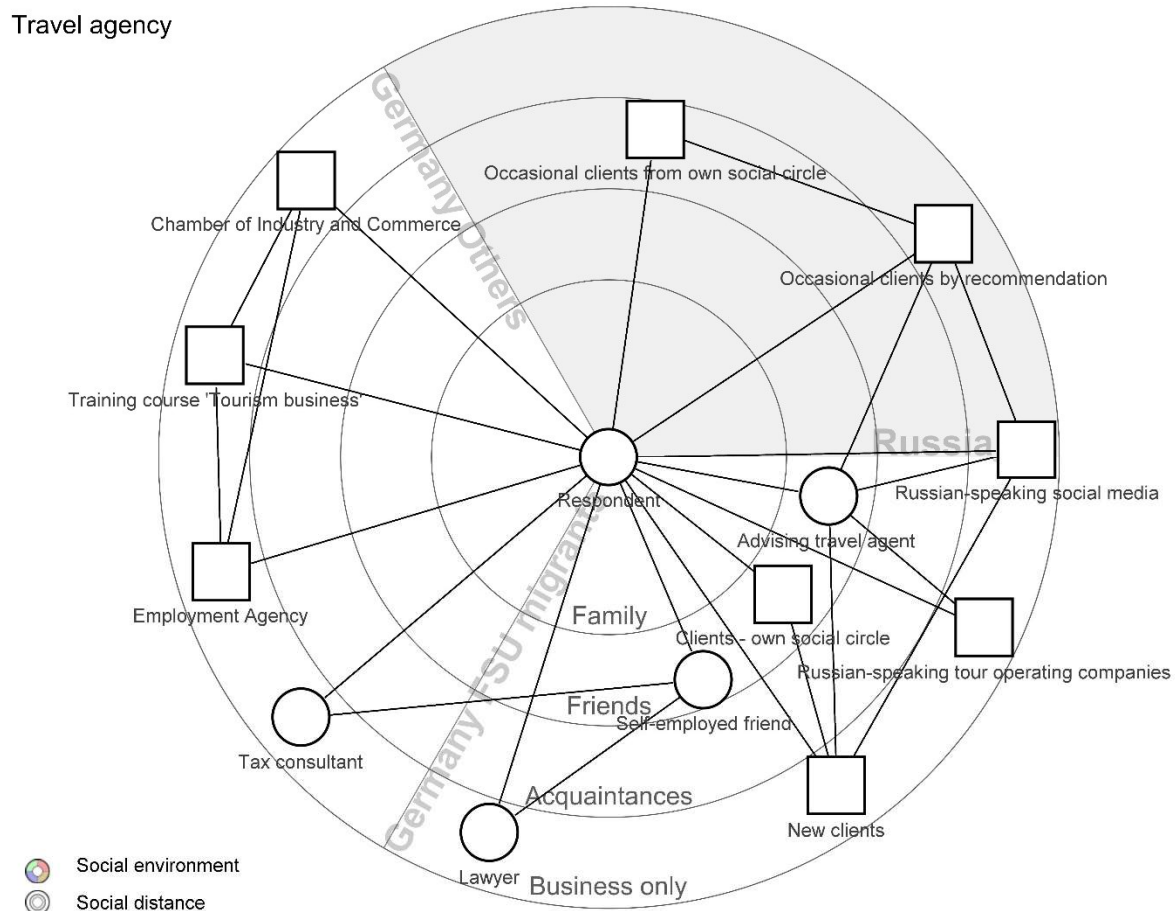 Travel agency
Germany Others
Occasional clients from own social circle
Chamber of Industry and Commerce
Occasional clients by recommendation
Training course 'Tourism business'
Russia
Respondent
Russian-speaking social media
Advising travel agent
Employment Agency
Family
Clients - own social circle
Russian-speaking tour operating companies
Germany FSU migrants
Friends
Self-employed friend
Tax consultant
Acquaintances
New clients
Lawyer
Business only
Social environment
Social distance